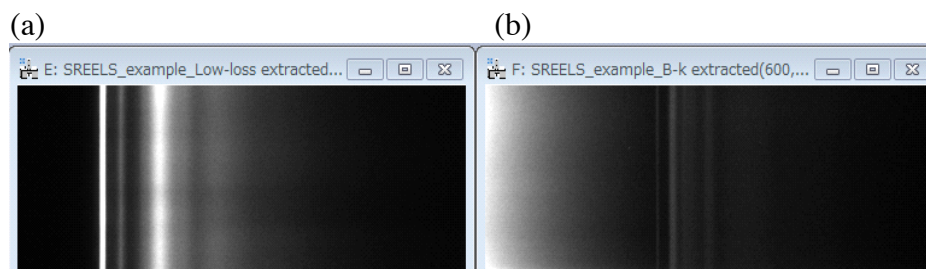 (a)
(b)
E: SREELS_example_Low-loss extracted...
F: SREELS_example_B-k extracted(600,...